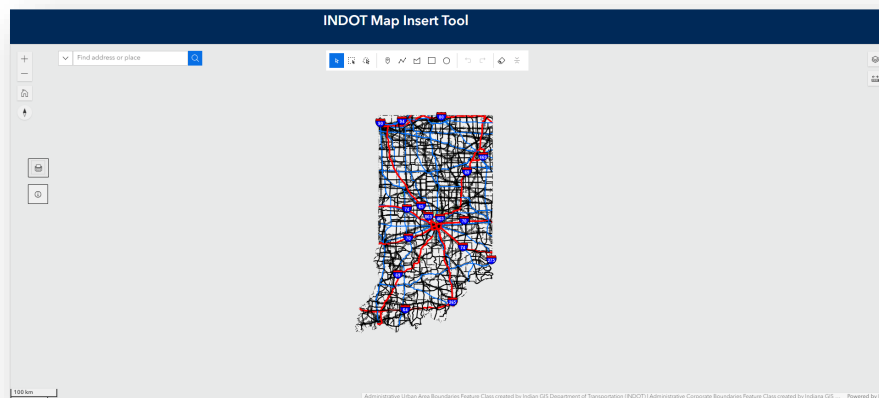 INDOT Map Insert Tool
Find address or place
100 km
Administrative Urban Area Boundaries Feature Class created by Indian GIS Department of Transportation (INDOT) | Administrative Corporate Boundaries Feature Class created by Indiana GIS ... Powered by